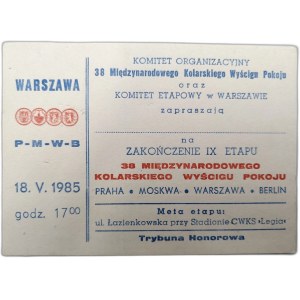 WARSZAWA
P-M-W-B
18. V. 1985
godz. 17⁰⁰
KOMITET ORGANIZACYJNY
38 Międzynarodowego Kolarskiego Wyścigu Pokoju
oraz
KOMITET ETAPOWY w WARSZAWIE
zapraszają
na
ZAKOŃCZENIE IX ETAPU
38 MIĘDZYNARODOWEGO
KOLARSKIEGO WYŚCIGU POKOJU
PRAHA • MOSKWA • WARSZAWA • BERLIN
Meta etapu:
ul. Łazienkowska przy Stadionie CWKS «Legia»
Trybuna Honorowa